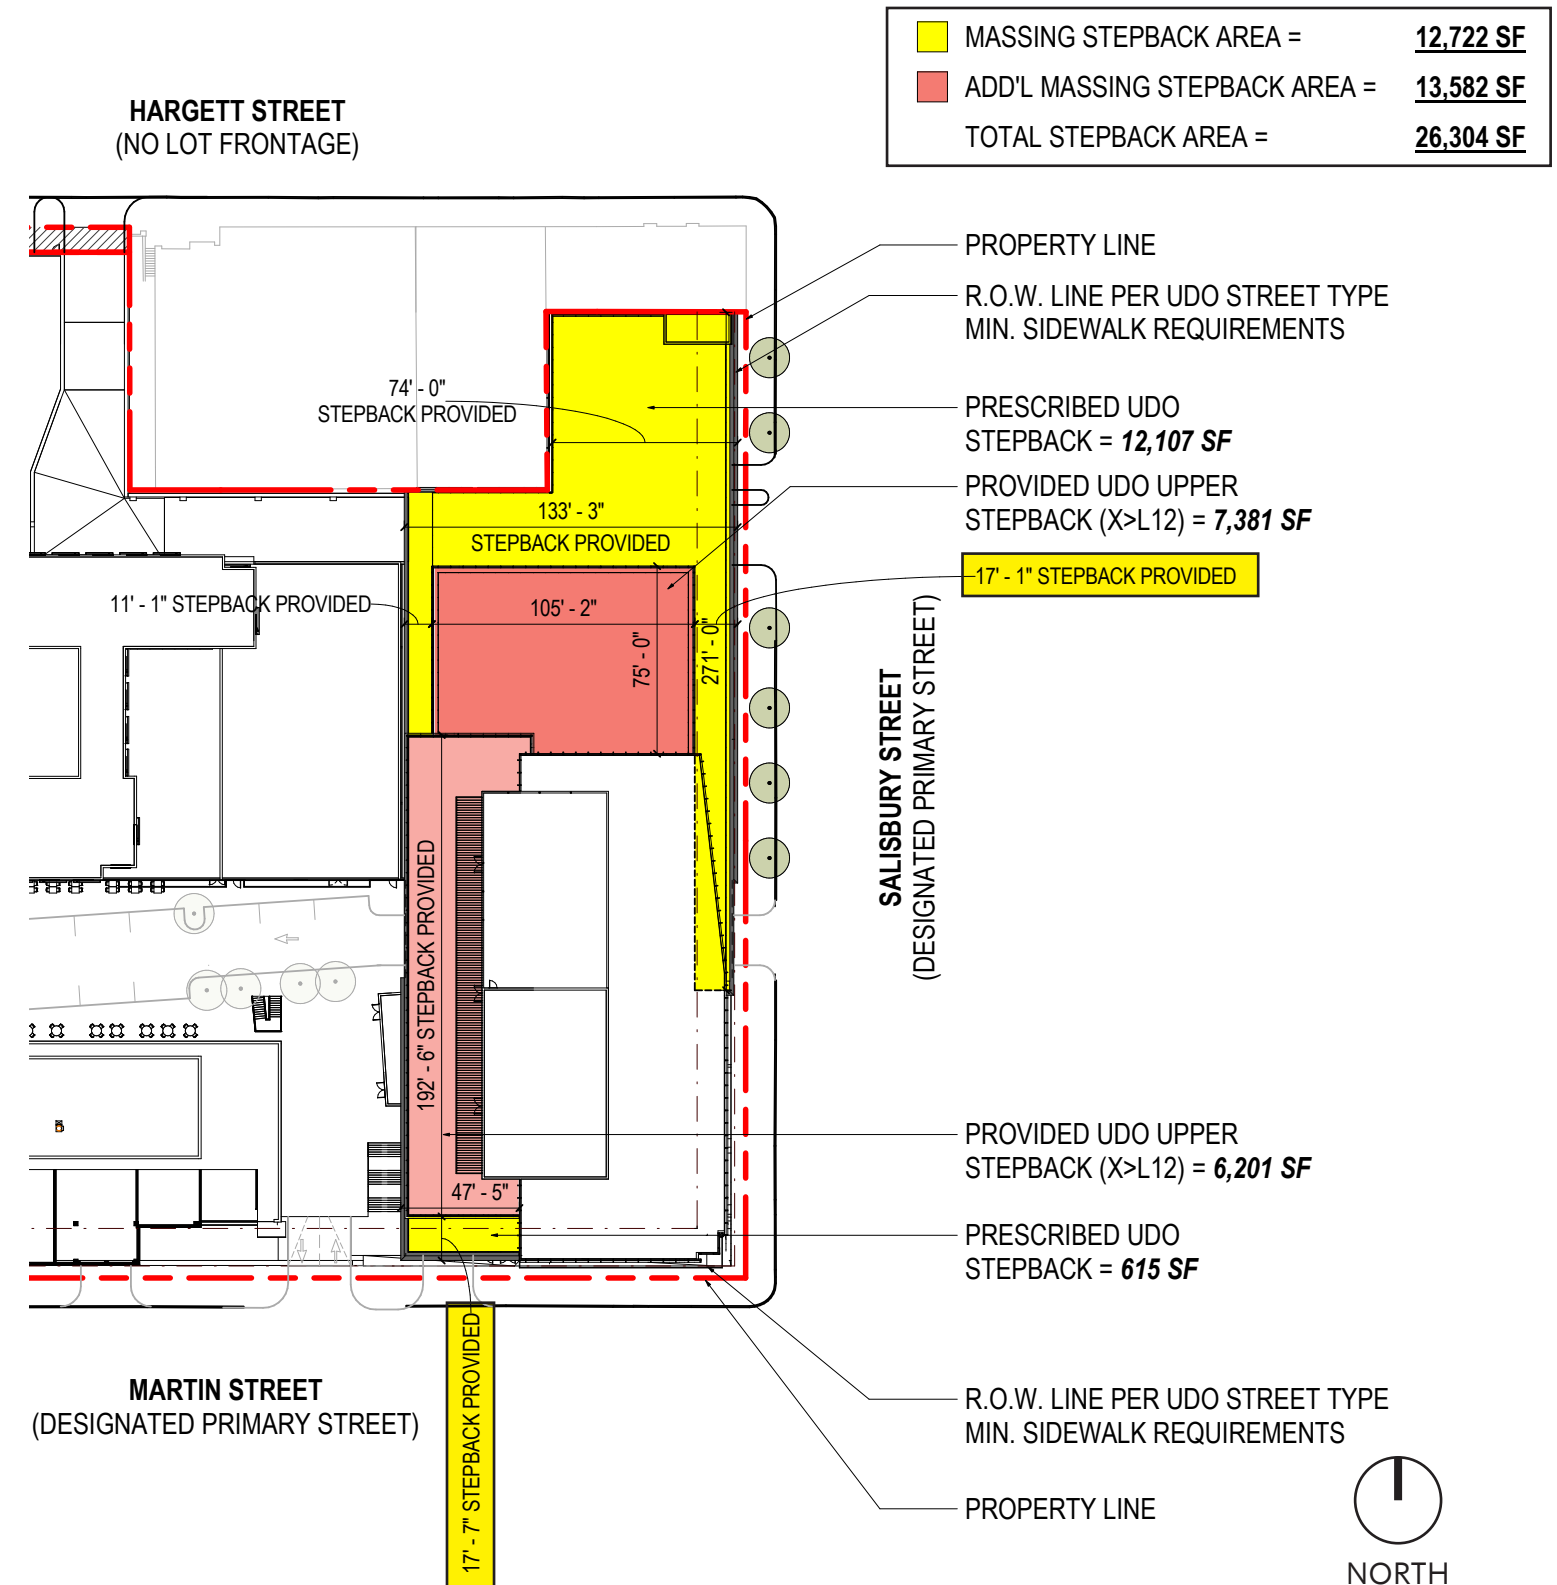 MASSING STEPBACK AREA = 12,722 SF
ADD'L MASSING STEPBACK AREA = 13,582 SF
TOTAL STEPBACK AREA = 26,304 SF
HARGETT STREET
(NO LOT FRONTAGE)
PROPERTY LINE
R.O.W. LINE PER UDO STREET TYPE
MIN. SIDEWALK REQUIREMENTS
74' - 0"
STEPBACK PROVIDED
PRESCRIBED UDO
STEPBACK = 12,107 SF
PROVIDED UDO UPPER
STEPBACK (X>L12) = 7,381 SF
133' - 3"
STEPBACK PROVIDED
17' - 1" STEPBACK PROVIDED
11' - 1" STEPBACK PROVIDED
105' - 2"
75' - 0"
271' - 0"
SALISBURY STREET
(DESIGNATED PRIMARY STREET)
192' - 6" STEPBACK PROVIDED
PROVIDED UDO UPPER
STEPBACK (X>L12) = 6,201 SF
47' - 5"
PRESCRIBED UDO
STEPBACK = 615 SF
17' - 7" STEPBACK PROVIDED
MARTIN STREET
(DESIGNATED PRIMARY STREET)
R.O.W. LINE PER UDO STREET TYPE
MIN. SIDEWALK REQUIREMENTS
PROPERTY LINE
NORTH